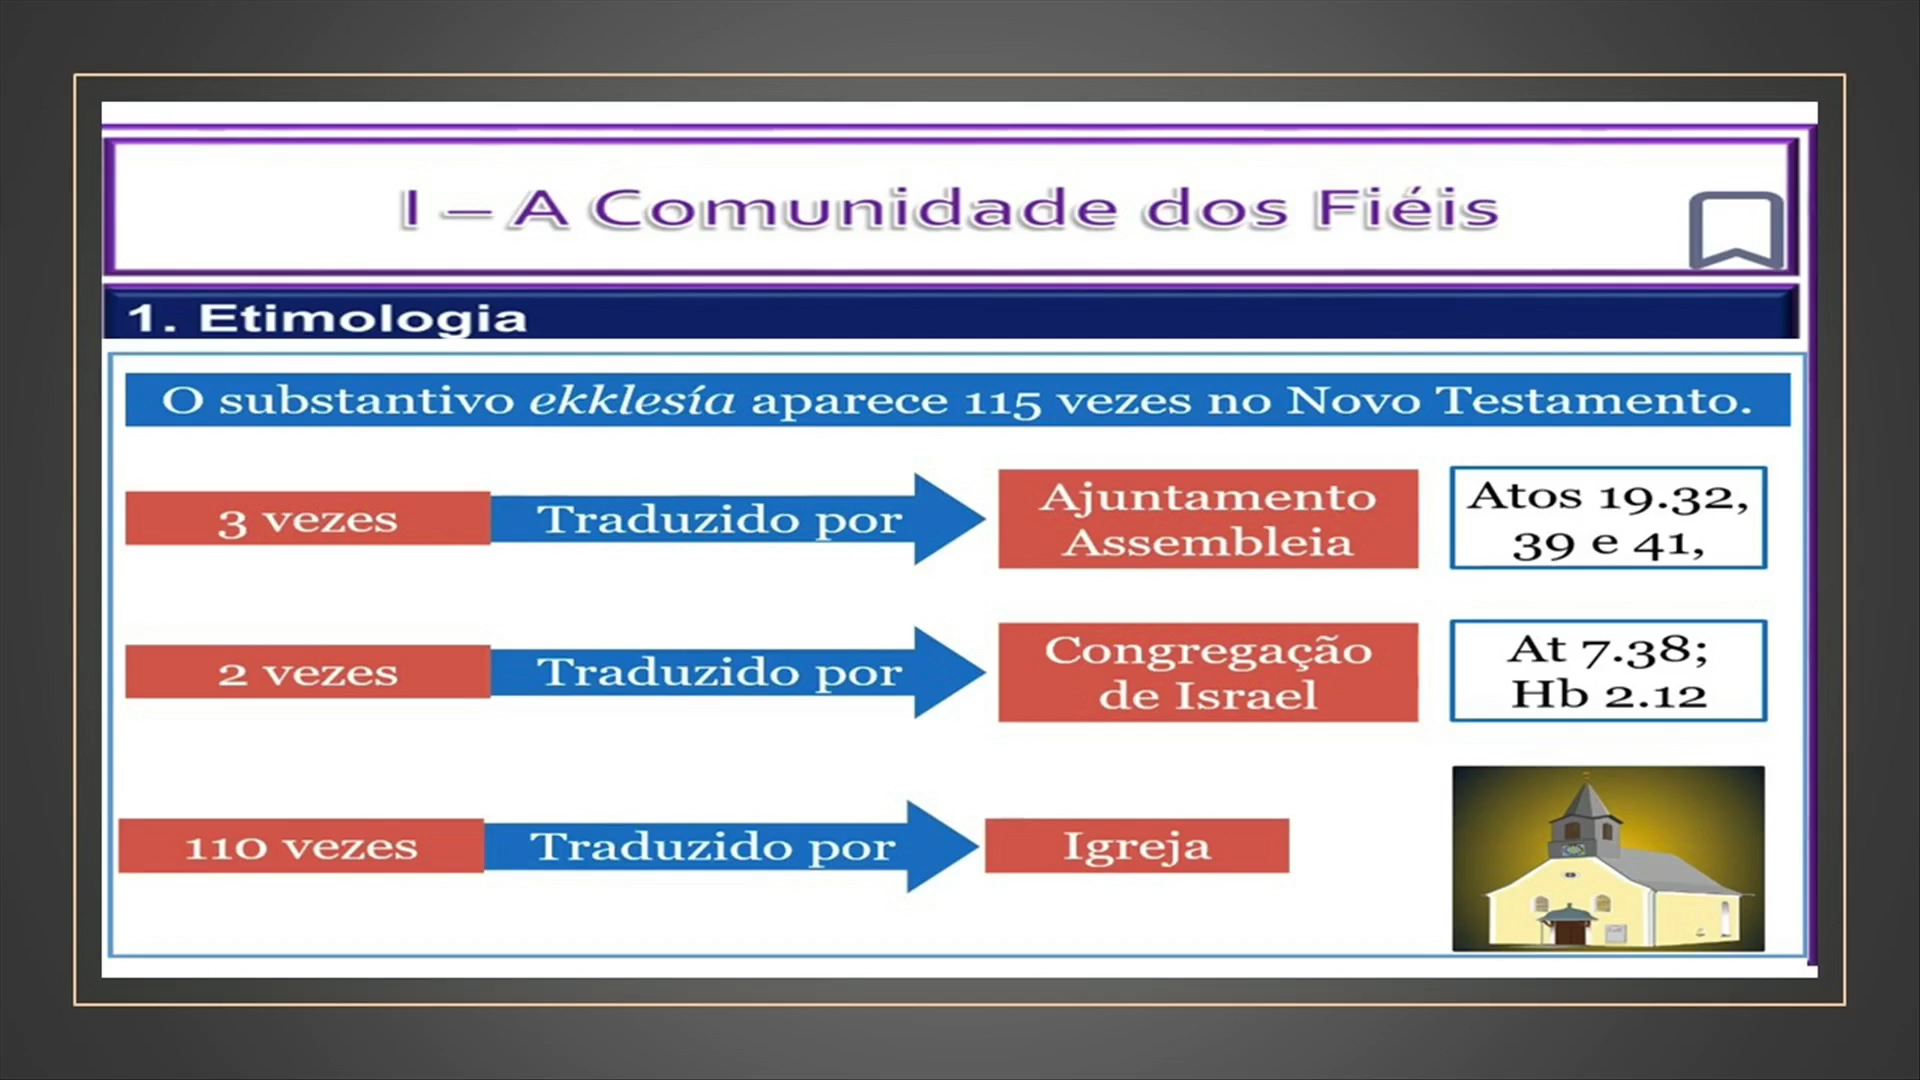 I – A Comunidade dos Fiéis
1. Etimologia
O substantivo ekklesía aparece 115 vezes no Novo Testamento.
3 vezes
Traduzido por
Ajuntamento
Assembleia
Atos 19.32,
39 e 41,
2 vezes
Traduzido por
Congregação
de Israel
At 7.38;
Hb 2.12
110 vezes
Traduzido por
Igreja